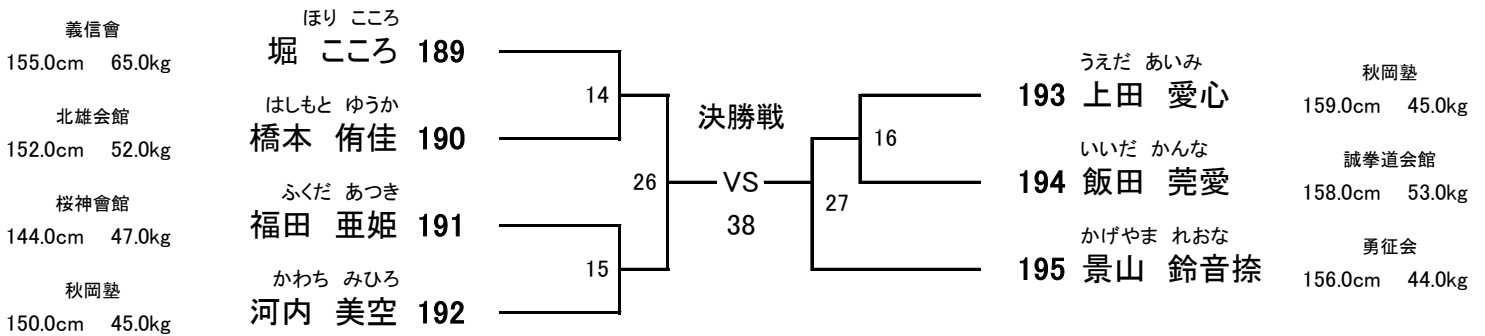 ほり こころ
義信會
堀 こころ 189
155.0cm 65.0kg
はしもと ゆうか
北雄会館
橋本 侑佳 190
152.0cm 52.0kg
ふくだ あつき
桜神會館
福田 亜姫 191
144.0cm 47.0kg
かわち みひろ
秋岡塾
河内 美空 192
150.0cm 45.0kg
14
15
26
決勝戦
VS
38
27
16
うえだ あいみ
193 上田 愛心
秋岡塾
159.0cm 45.0kg
いいだ かんな
194 飯田 莞愛
誠拳道会館
158.0cm 53.0kg
かげやま れおな
195 景山 鈴音捺
勇征会
156.0cm 44.0kg